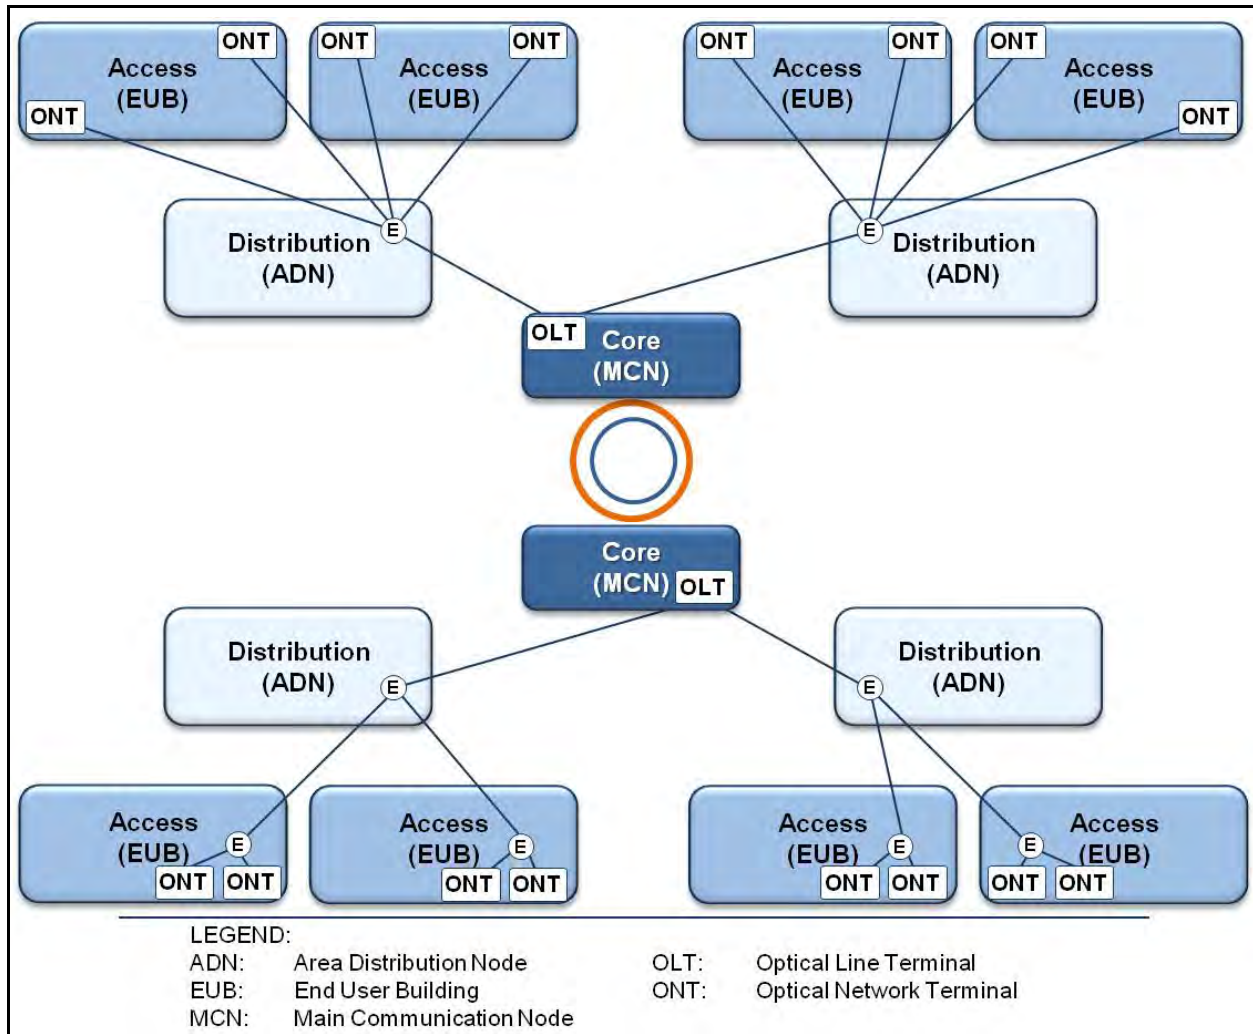 ONT
ONT
ONT
ONT
ONT
ONT
Access
(EUB)
Access
(EUB)
Access
(EUB)
Access
(EUB)
ONT
ONT
E
E
Distribution
(ADN)
Distribution
(ADN)
OLT
Core
(MCN)
Core
(MCN)
OLT
Distribution
(ADN)
E
Distribution
(ADN)
E
Access
(EUB)
E
ONT
ONT
Access
(EUB)
E
ONT
ONT
Access
(EUB)
E
ONT
ONT
Access
(EUB)
E
ONT
ONT
LEGEND:
ADN: Area Distribution Node
EUB: End User Building
MCN: Main Communication Node
OLT: Optical Line Terminal
ONT: Optical Network Terminal